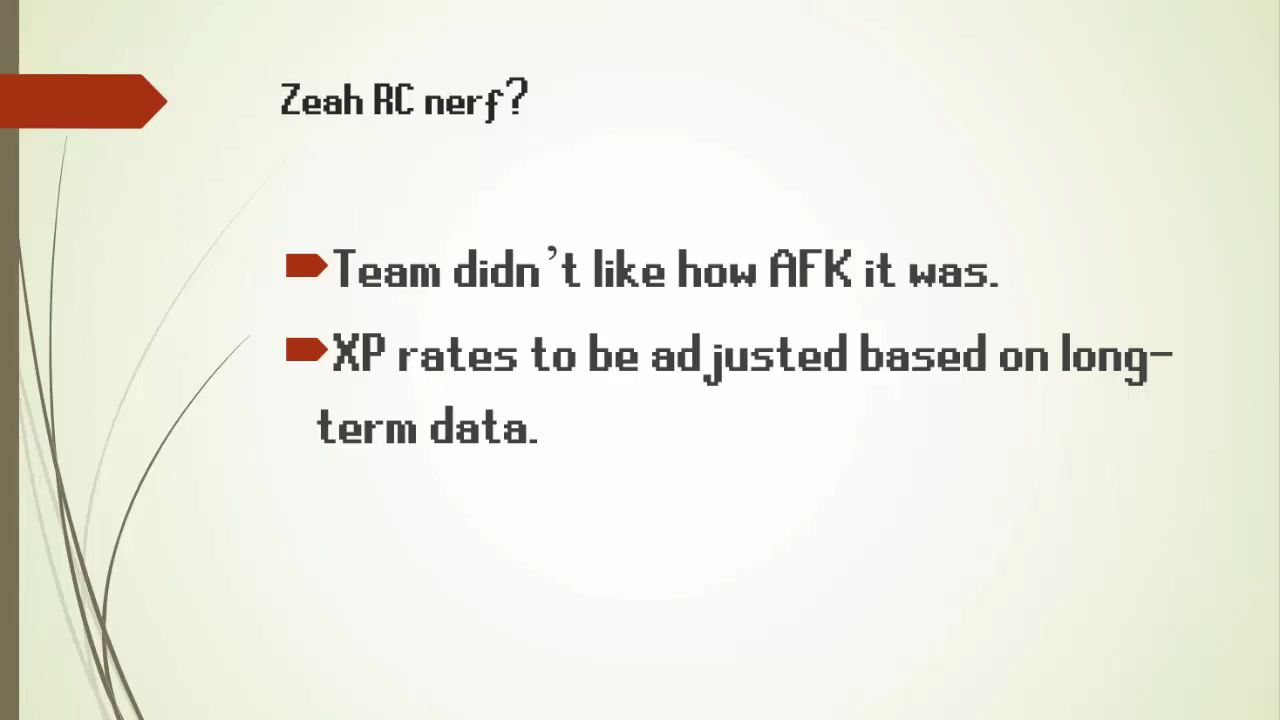 Zeah RC nerf?
Team didn’t like how AFK it was.
XP rates to be adjusted based on long-
term data.